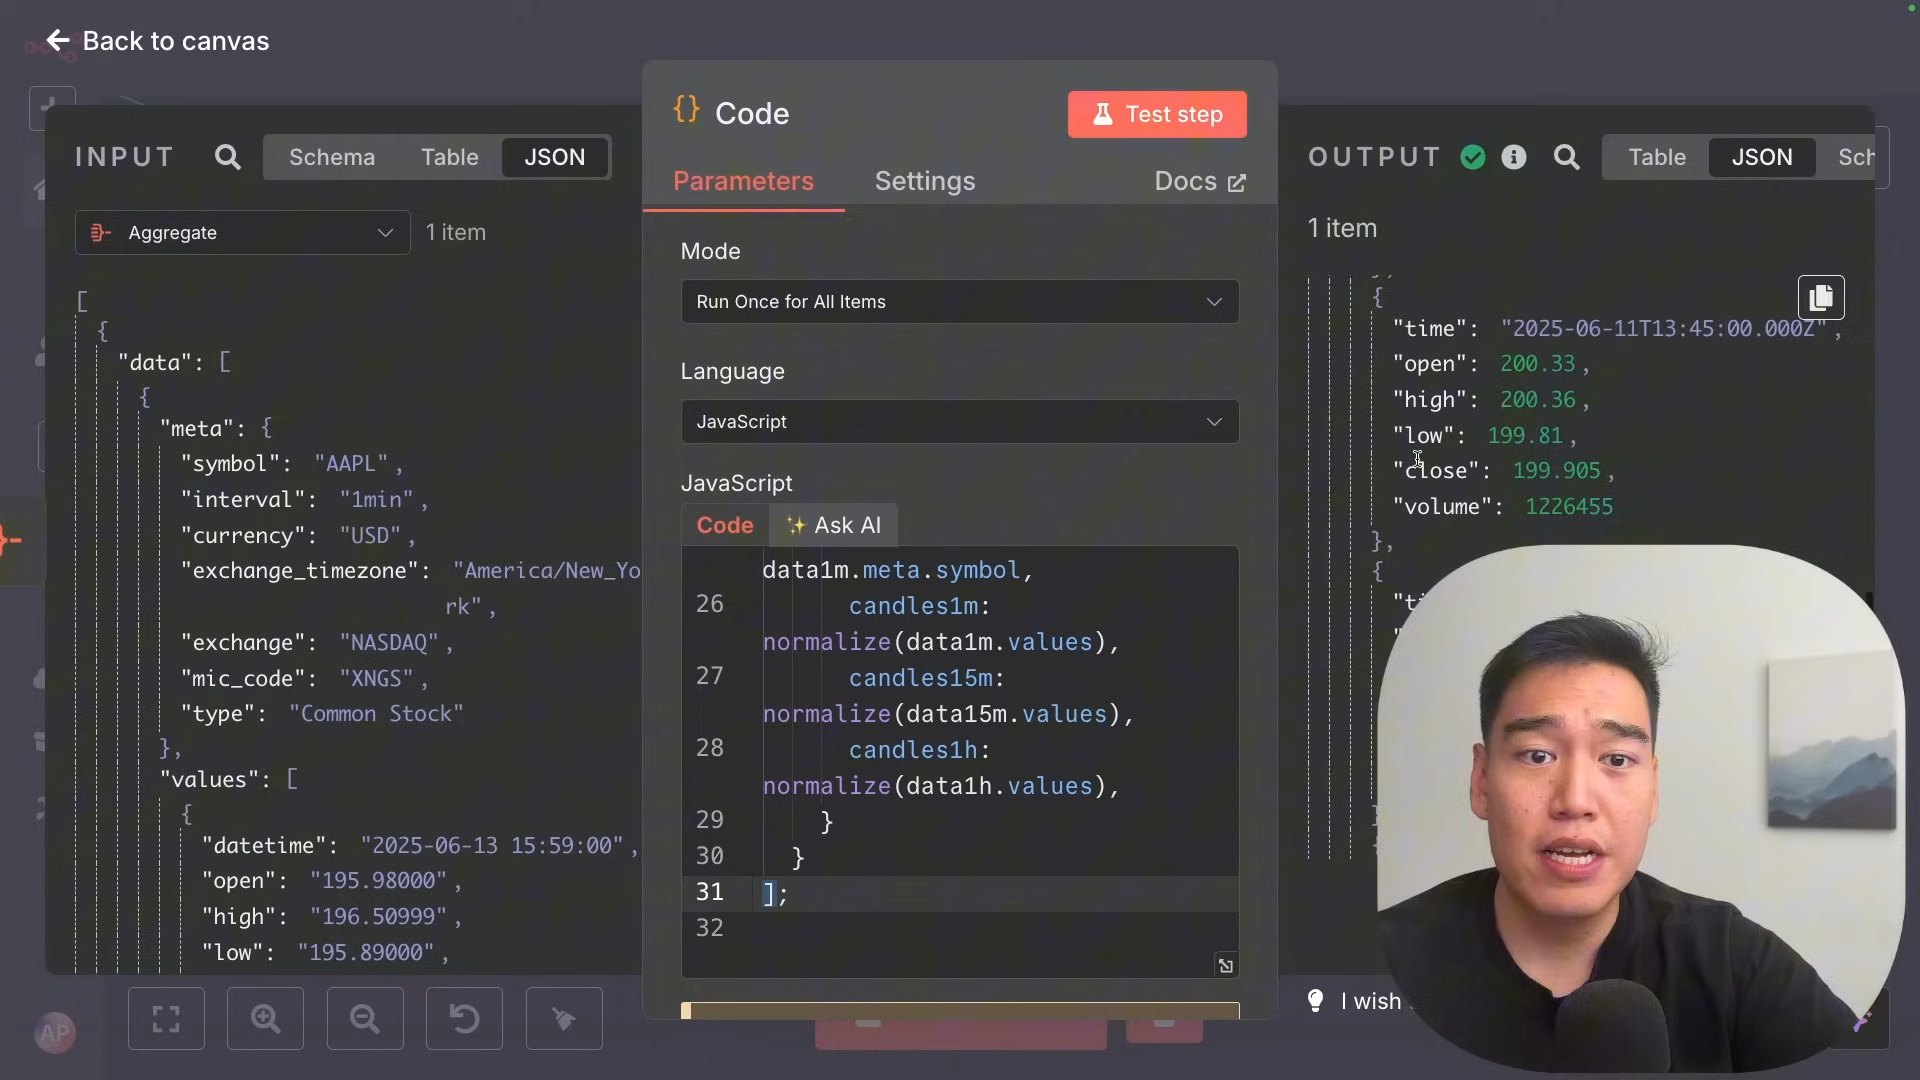 Back to canvas
INPUT
Schema
Table
JSON
Aggregate
1 item
[
{
"data": [
{
"meta": {
"symbol": "AAPL",
"interval": "1min",
"currency": "USD",
"exchange_timezone": "America/New_Yo
rk",
"exchange": "NASDAQ",
"mic_code": "XNGS",
"type": "Common Stock"
},
"values": [
{
"datetime": "2025-06-13 15:59:00",
"open": "195.98000",
"high": "196.50999",
"low": "195.89000",
{} Code
Test step
Parameters
Settings
Docs
Mode
Run Once for All Items
Language
JavaScript
JavaScript
Code
Ask AI
data1m.meta.symbol,
26 candles1m:
normalize(data1m.values),
27 candles15m:
normalize(data15m.values),
28 candles1h:
normalize(data1h.values),
29 }
30 }
31 ];
32
OUTPUT
Table
JSON
Sch
1 item
{
"time": "2025-06-11T13:45:00.000Z",
"open": 200.33,
"high": 200.36,
"low": 199.81,
"close": 199.905,
"volume": 1226455
},
{
"ti
I wish
AP